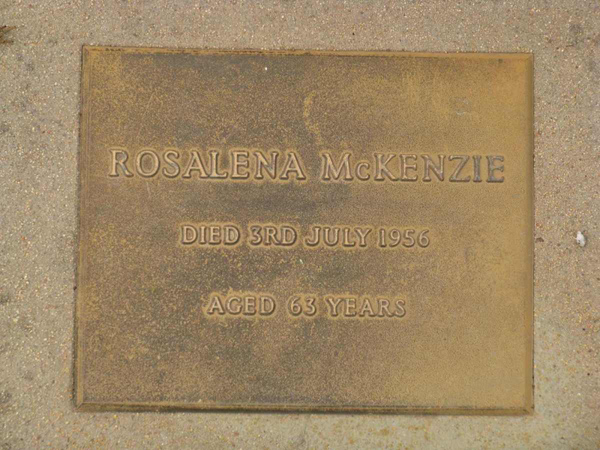 ROSALENA McKENZIE
DIED 3RD JULY 1956
AGED 63 YEARS